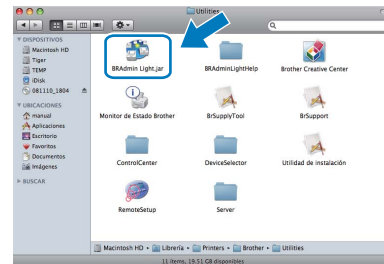 Utilities
DISPOSITIVOS
Macintosh HD
Tiger
TEMP
iDisk
081110_1804
UBICACIONES
manual
Aplicaciones
Escritorio
Favoritos
Documentos
Imágenes
BUSCAR
BRAdmin Light.jar
BRAdminLightHelp
Brother Creative Center
Monitor de Estado Brother
BrSupplyTool
BrSupport
ControlCenter
DeviceSelector
Utilidad de instalación
RemoteSetup
Server
Macintosh HD ▸ Librería ▸ Printers ▸ Brother ▸ Utilities
11 ítems, 19.51 GB disponibles